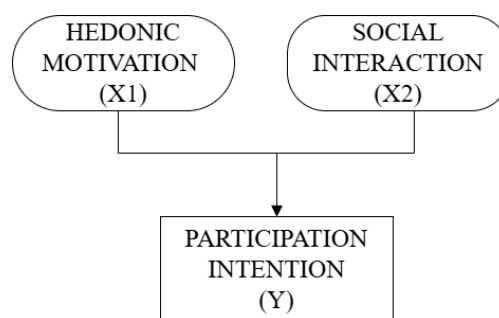 HEDONIC
MOTIVATION
(X1)
SOCIAL
INTERACTION
(X2)
PARTICIPATION
INTENTION
(Y)